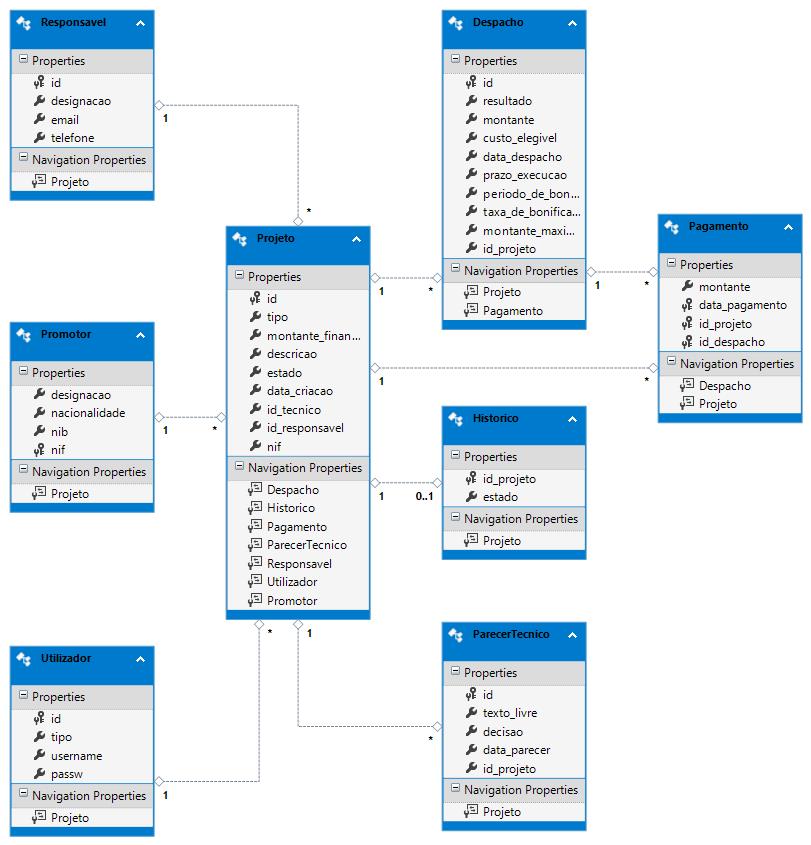 Responsavel
Properties
id
designacao
email
telefone
Navigation Properties
Projeto
1
*
Despacho
Properties
id
resultado
montante
custo_elegivel
data_despacho
prazo_execucao
periodo_de_bon...
taxa_de_bonifica...
montante_maxi...
id_projeto
Navigation Properties
Projeto
Pagamento
1
*
Pagamento
Properties
montante
data_pagamento
id_projeto
id_despacho
Navigation Properties
Despacho
Projeto
Projeto
Properties
id
tipo
montante_finan...
descricao
estado
data_criacao
id_tecnico
id_responsavel
nif
Navigation Properties
Despacho
Historico
Pagamento
ParecerTecnico
Responsavel
Utilizador
Promotor
1
*
1
*
1
0..1
*
1
Promotor
Properties
designacao
nacionalidade
nib
nif
Navigation Properties
Projeto
1
*
Historico
Properties
id_projeto
estado
Navigation Properties
Projeto
Utilizador
Properties
id
tipo
username
passw
Navigation Properties
Projeto
1
ParecerTecnico
Properties
id
texto_livre
decisao
data_parecer
id_projeto
Navigation Properties
Projeto
*